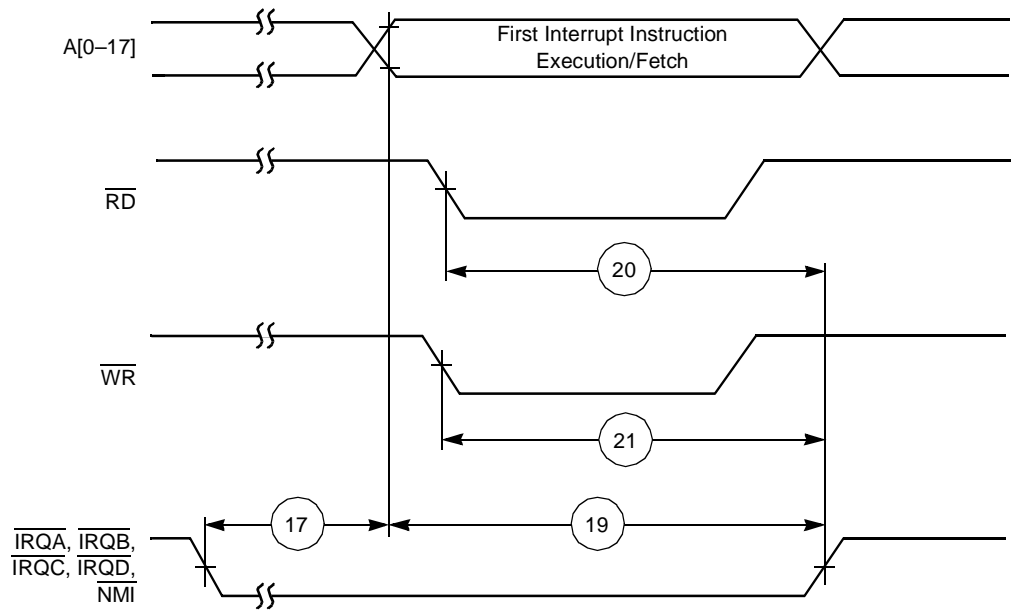 A[0–17]
First Interrupt Instruction
Execution/Fetch
RD
20
WR
21
17
19
IRQA, IRQB,
IRQC, IRQD,
NMI